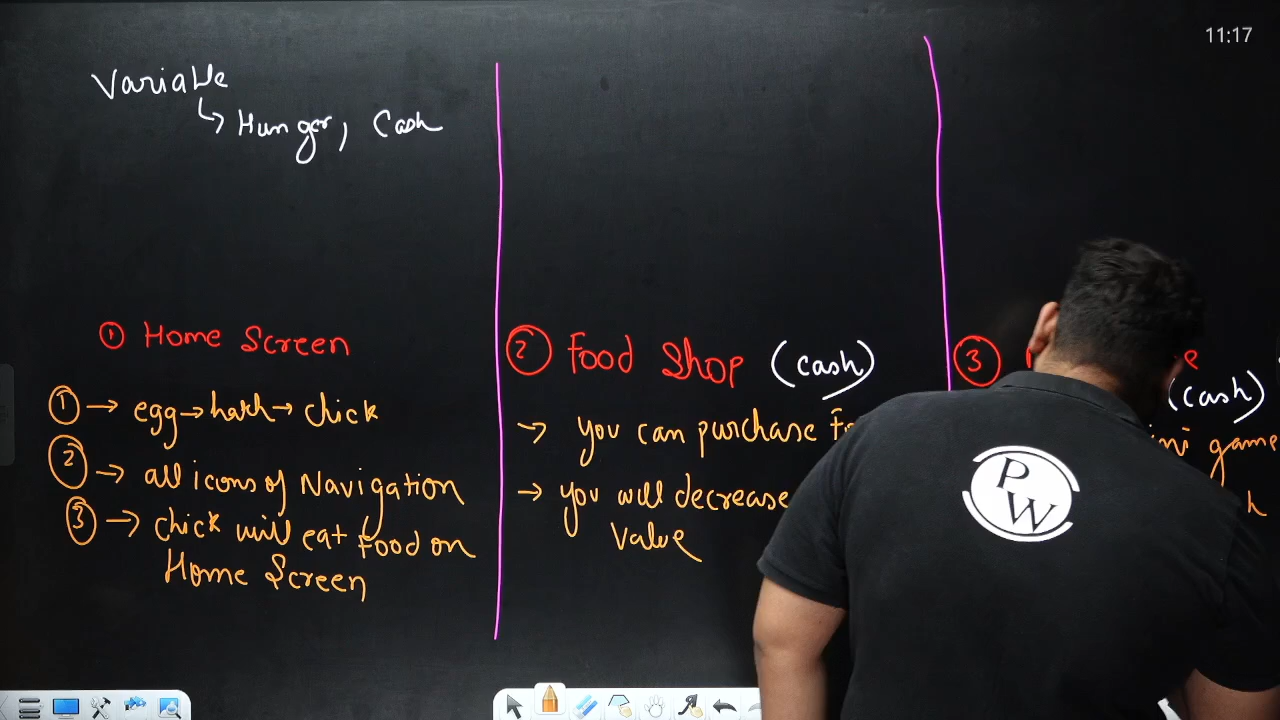 11:17
Variable
↳ Hunger, Cash
① Home Screen
① → egg → hatch → chick
② → all icons of Navigation
③ → chick will eat food on
Home Screen
② Food Shop (cash)
→ you can purchase
→ you will decrease
Value
③
(cash)
game
PW